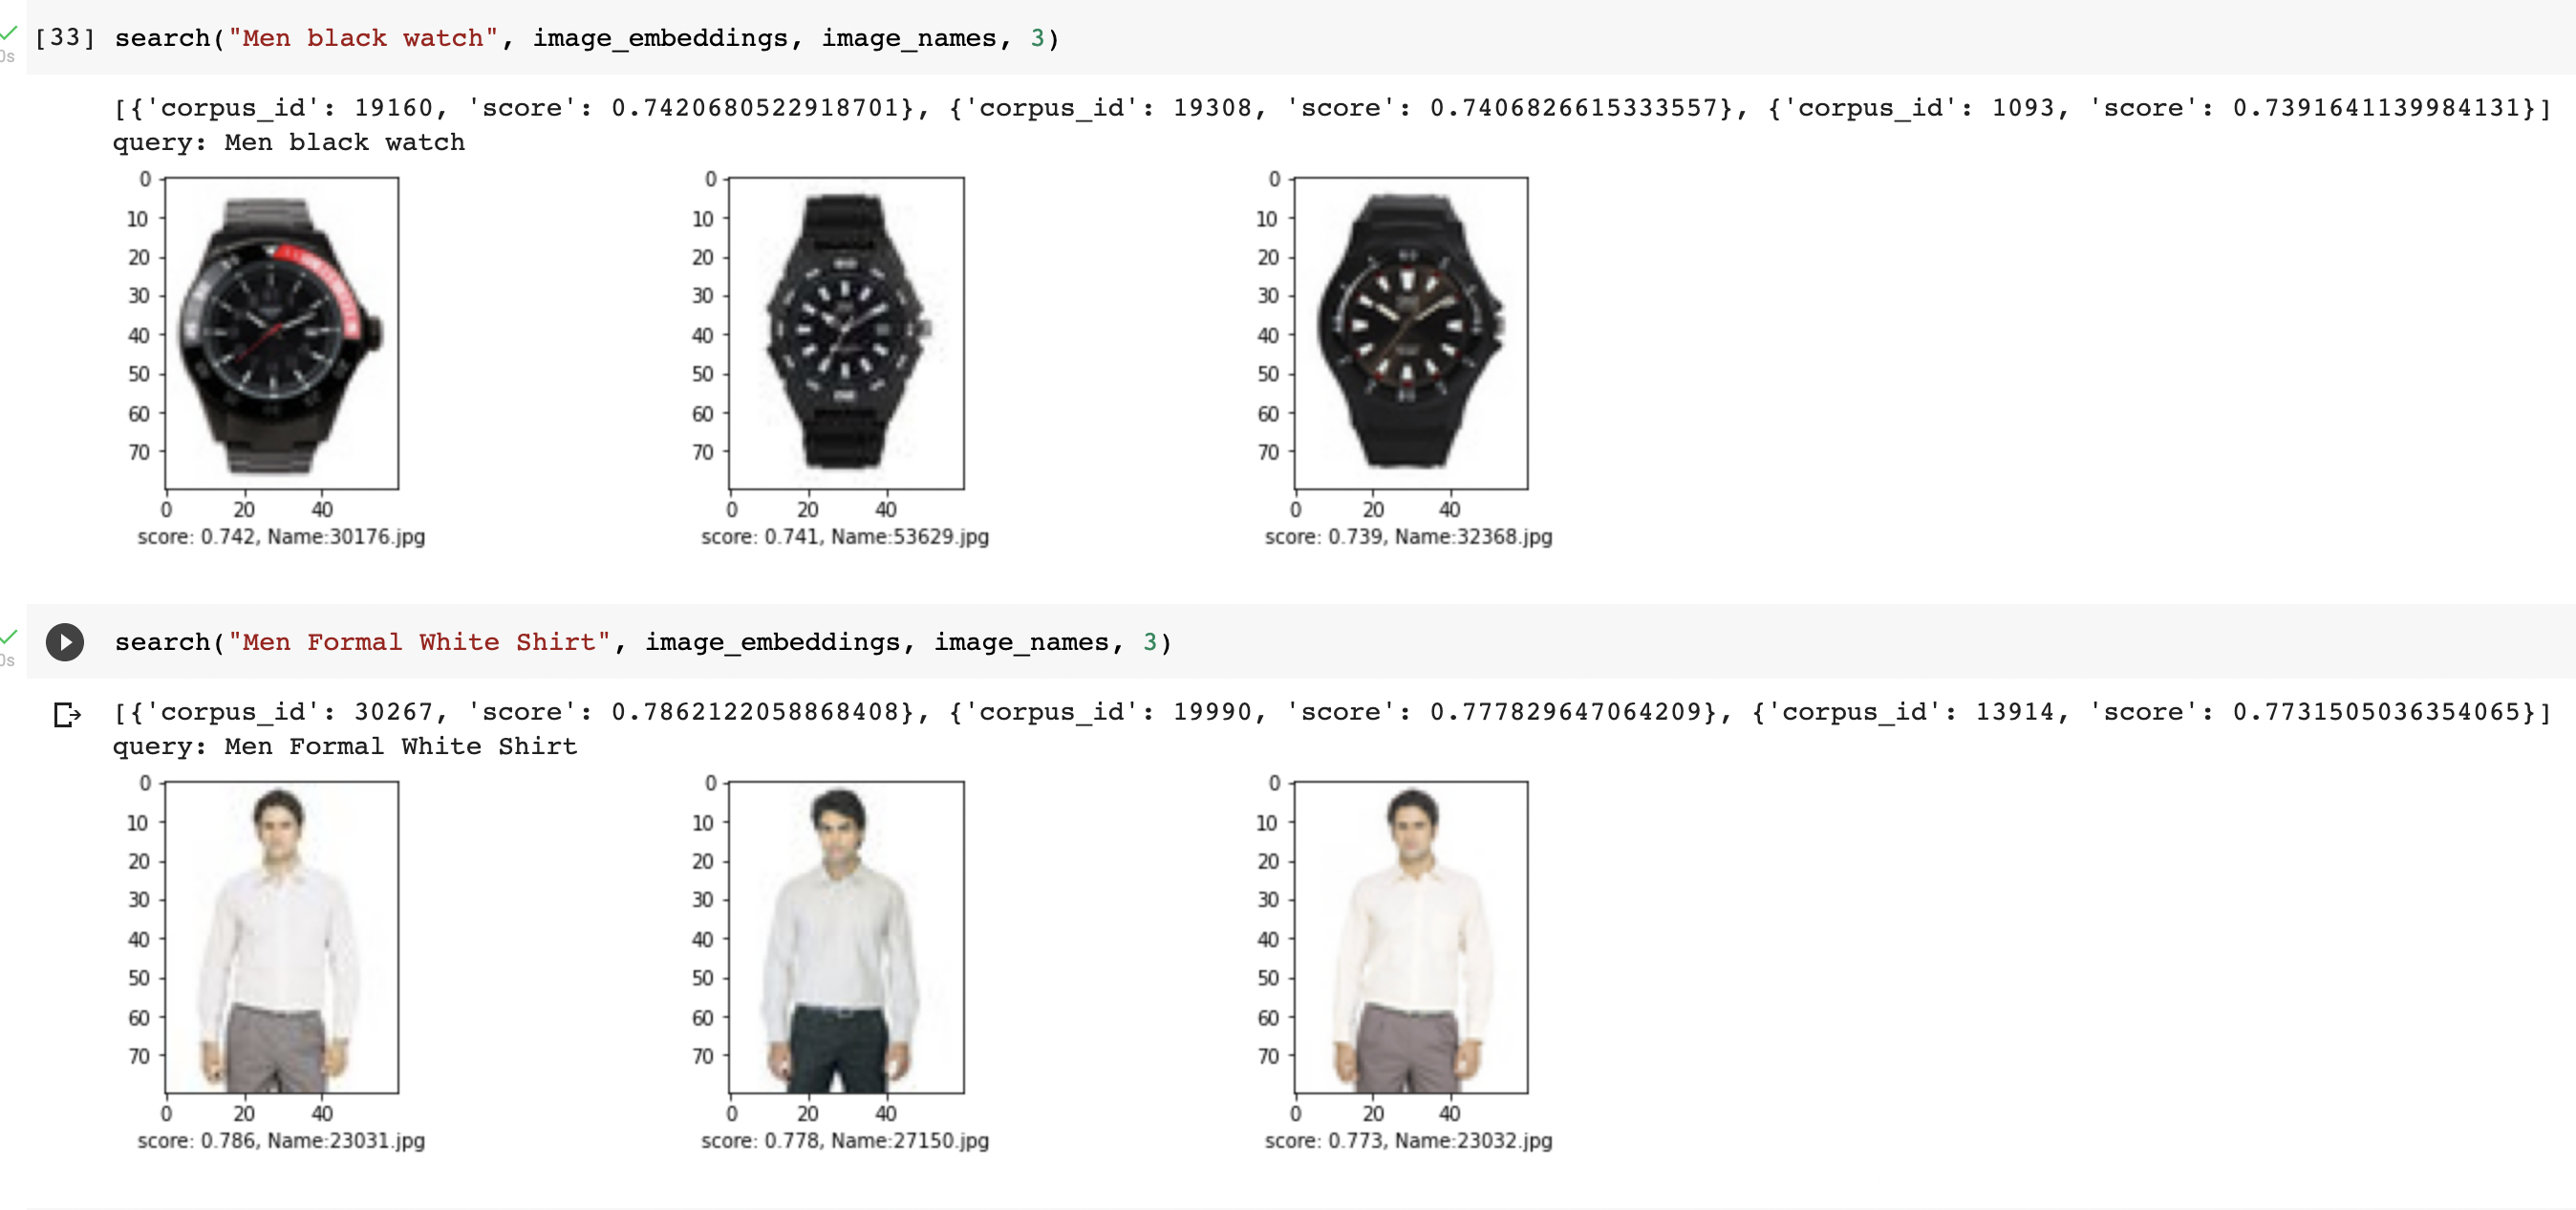 [33] search("Men black watch", image_embeddings, image_names, 3)
0s
[{'corpus_id': 19160, 'score': 0.7420680522918701}, {'corpus_id': 19308, 'score': 0.7406826615333557}, {'corpus_id': 1093, 'score': 0.7391641139984131}]
query: Men black watch
0 0 0
10 10 10
20 20 20
30 30 30
40 40 40
50 50 50
60 60 60
70 70 70
0 20 40 0 20 40 0 20 40
score: 0.742, Name:30176.jpg score: 0.741, Name:53629.jpg score: 0.739, Name:32368.jpg
search("Men Formal White Shirt", image_embeddings, image_names, 3)
0s
[{'corpus_id': 30267, 'score': 0.7862122058868408}, {'corpus_id': 19990, 'score': 0.777829647064209}, {'corpus_id': 13914, 'score': 0.7731505036354065}]
query: Men Formal White Shirt
0 0 0
10 10 10
20 20 20
30 30 30
40 40 40
50 50 50
60 60 60
70 70 70
0 20 40 0 20 40 0 20 40
score: 0.786, Name:23031.jpg score: 0.778, Name:27150.jpg score: 0.773, Name:23032.jpg